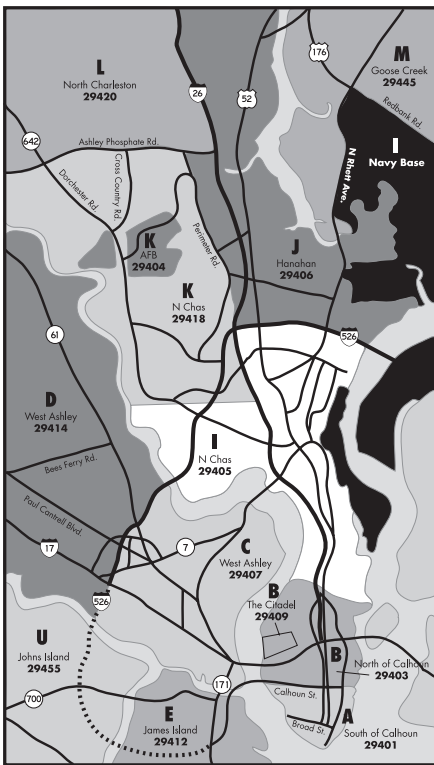 L
North Charleston
29420
26
52
176
M
Goose Creek
29445
Redbank Rd.
642
Ashley Phosphate Rd.
Dorchester Rd.
Cross Country Rd.
N Rhett Ave.
I
Navy Base
K
AFB
29404
Perimeter Rd.
J
Hanahan
29406
K
N Chas
29418
61
526
D
West Ashley
29414
I
N Chas
29405
Bees Ferry Rd.
Paul Cantrell Blvd.
17
7
C
West Ashley
29407
B
The Citadel
29409
526
U
Johns Island
29455
B
North of Calhoun
29403
171
Calhoun St.
700
E
James Island
29412
Broad St.
A
South of Calhoun
29401